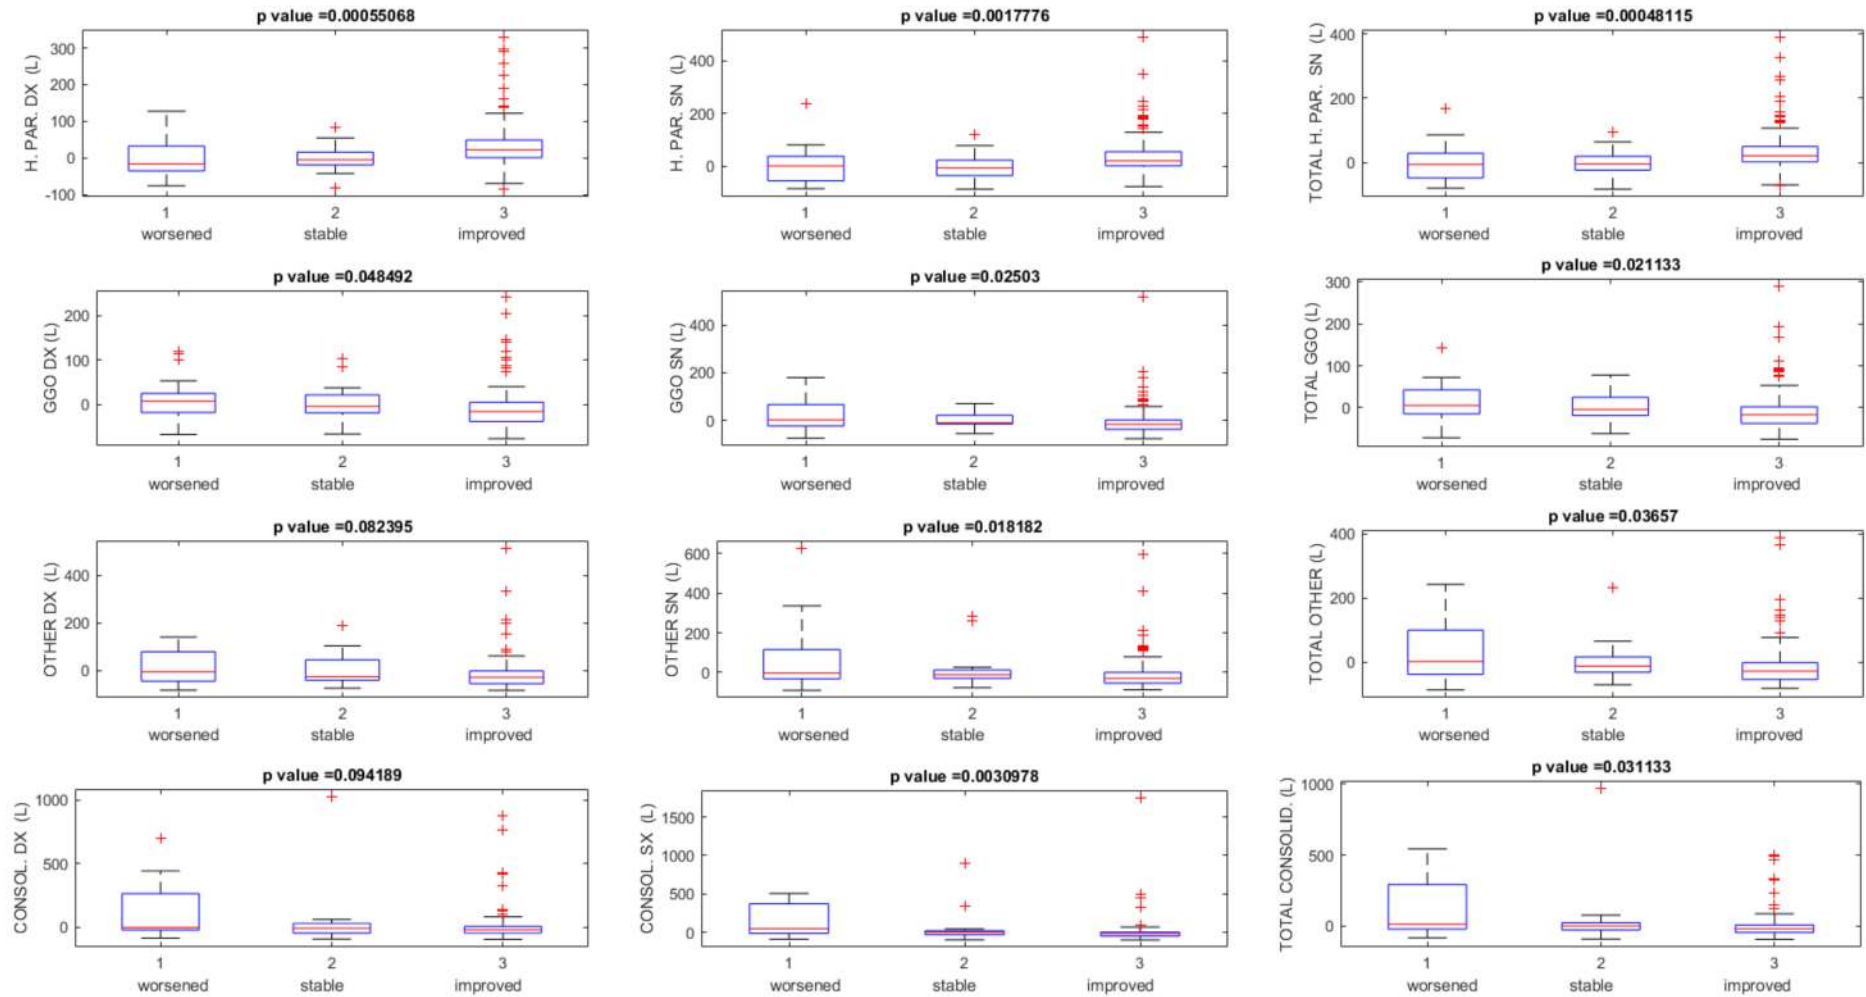 p value =0.00055068
H. PAR. DX (L)
300
200
100
0
-100
1
2
3
worsened
stable
improved
p value =0.0017776
H. PAR. SN (L)
400
200
0
1
2
3
worsened
stable
improved
p value =0.00048115
TOTAL H. PAR. SN (L)
400
200
0
1
2
3
worsened
stable
improved
p value =0.048492
GGO DX (L)
200
100
0
1
2
3
worsened
stable
improved
p value =0.02503
GGO SN (L)
400
200
0
1
2
3
worsened
stable
improved
p value =0.021133
TOTAL GGO (L)
300
200
100
0
1
2
3
worsened
stable
improved
p value =0.082395
OTHER DX (L)
400
200
0
1
2
3
worsened
stable
improved
p value =0.018182
OTHER SN (L)
600
400
200
0
1
2
3
worsened
stable
improved
p value =0.03657
TOTAL OTHER (L)
400
200
0
1
2
3
worsened
stable
improved
p value =0.094189
CONSOL. DX (L)
1000
500
0
1
2
3
worsened
stable
improved
p value =0.0030978
CONSOL. SX (L)
1500
1000
500
0
1
2
3
worsened
stable
improved
p value =0.031133
TOTAL CONSOLID. (L)
1000
500
0
1
2
3
worsened
stable
improved